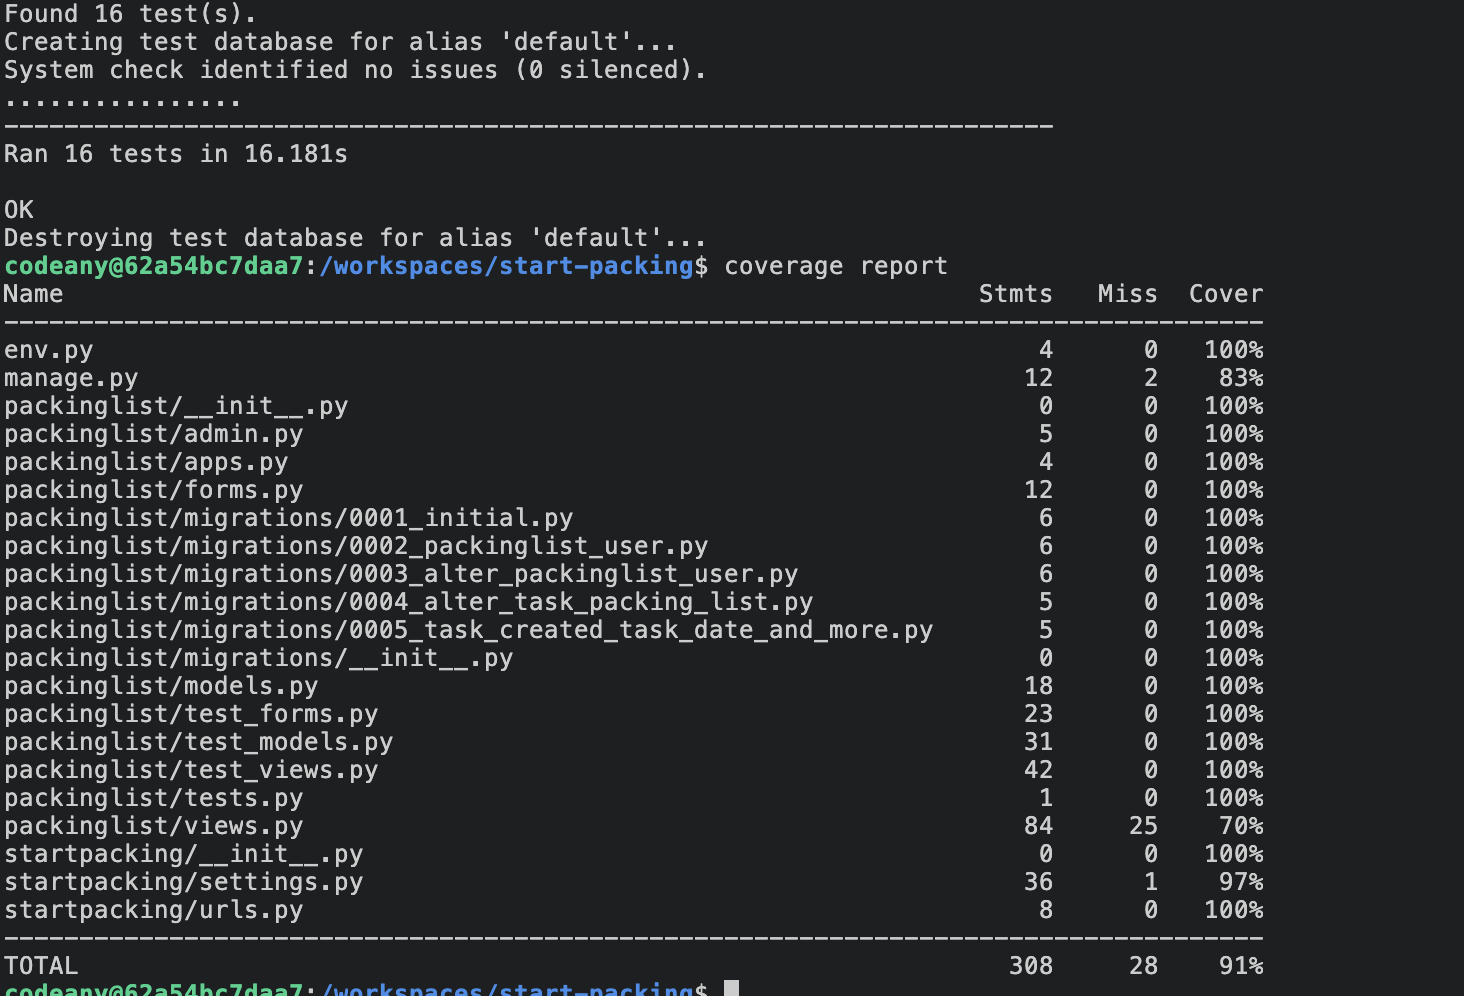 Found 16 test(s).
Creating test database for alias 'default'...
System check identified no issues (0 silenced).
................
----------------------------------------------------------------------
Ran 16 tests in 16.181s
OK
Destroying test database for alias 'default'...
codeany@62a54bc7daa7:/workspaces/start-packing$ coverage report
Name                                                             Stmts   Miss  Cover
------------------------------------------------------------------------------------
env.py                                                               4      0   100%
manage.py                                                           12      2    83%
packinglist/__init__.py                                              0      0   100%
packinglist/admin.py                                                 5      0   100%
packinglist/apps.py                                                  4      0   100%
packinglist/forms.py                                                12      0   100%
packinglist/migrations/0001_initial.py                               6      0   100%
packinglist/migrations/0002_packinglist_user.py                      6      0   100%
packinglist/migrations/0003_alter_packinglist_user.py                6      0   100%
packinglist/migrations/0004_alter_task_packing_list.py               5      0   100%
packinglist/migrations/0005_task_created_task_date_and_more.py       5      0   100%
packinglist/migrations/__init__.py                                   0      0   100%
packinglist/models.py                                               18      0   100%
packinglist/test_forms.py                                           23      0   100%
packinglist/test_models.py                                          31      0   100%
packinglist/test_views.py                                           42      0   100%
packinglist/tests.py                                                 1      0   100%
packinglist/views.py                                                84     25    70%
startpacking/__init__.py                                             0      0   100%
startpacking/settings.py                                            36      1    97%
startpacking/urls.py                                                 8      0   100%
------------------------------------------------------------------------------------
TOTAL                                                              308     28    91%
codeany@62a54bc7daa7:/workspaces/start-packing$